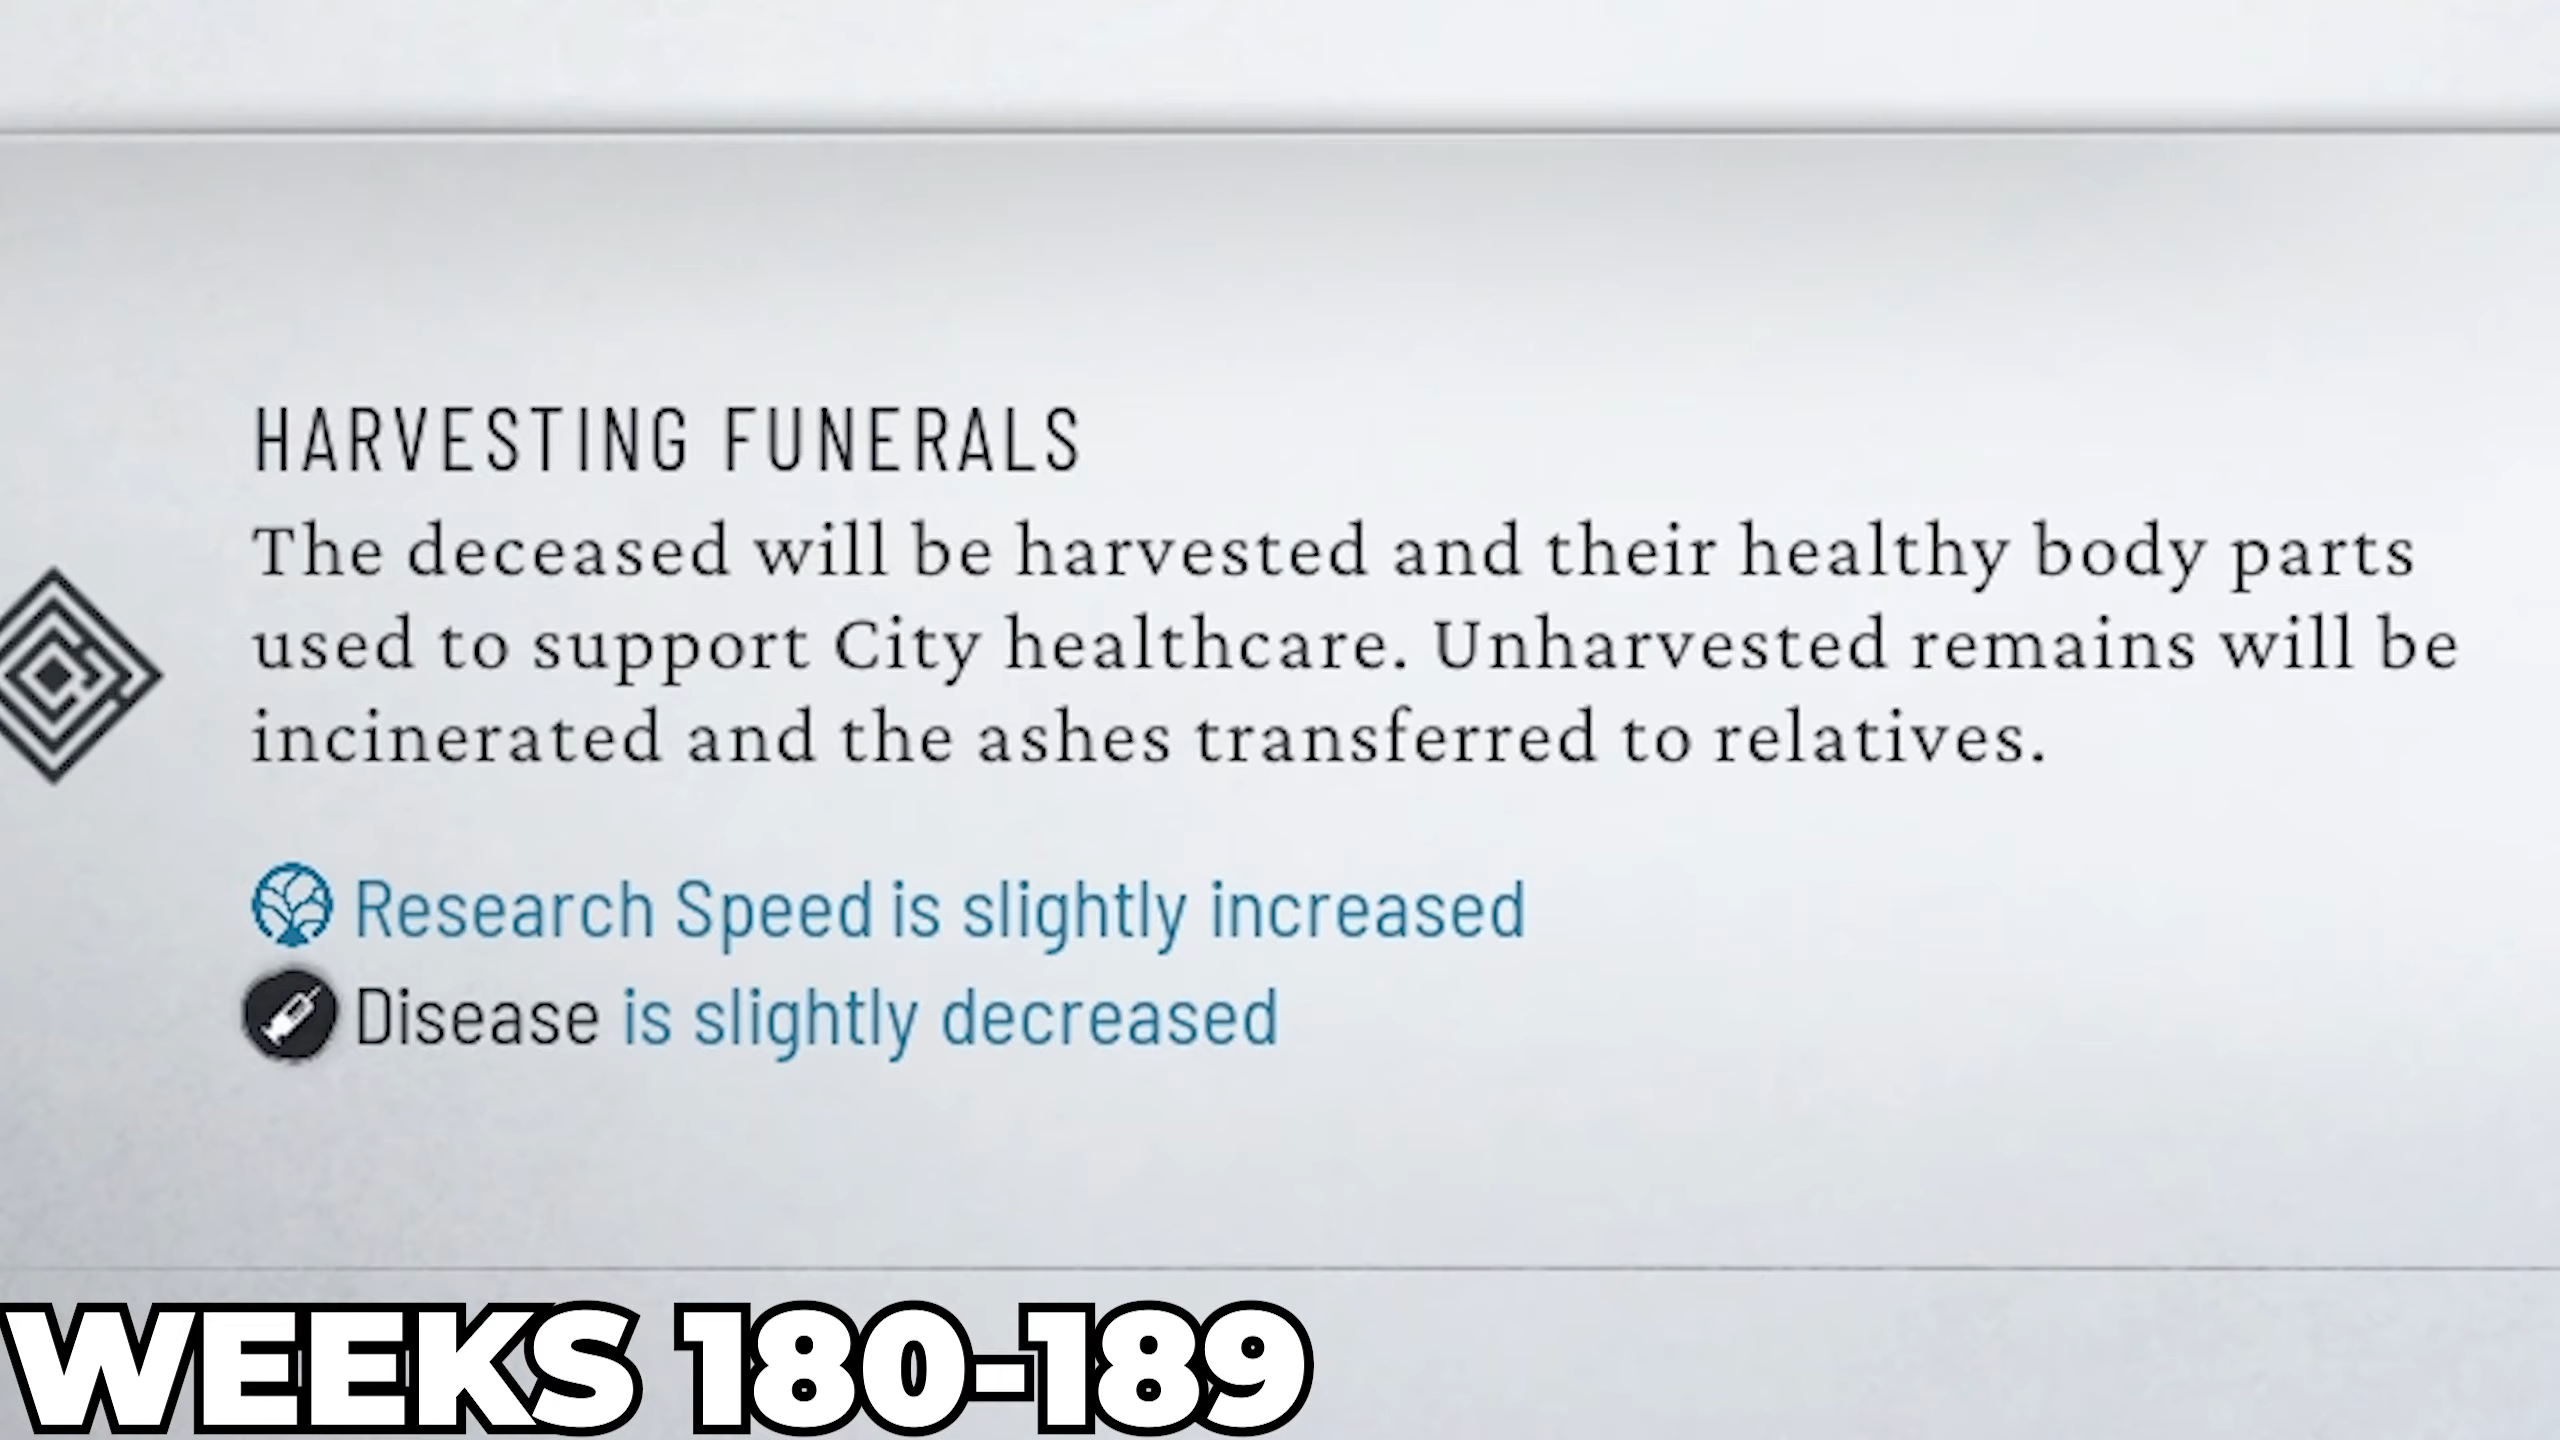 HARVESTING FUNERALS
The deceased will be harvested and their healthy body parts
used to support City healthcare. Unharvested remains will be
incinerated and the ashes transferred to relatives.
Research Speed is slightly increased
Disease is slightly decreased
WEEKS 180-189